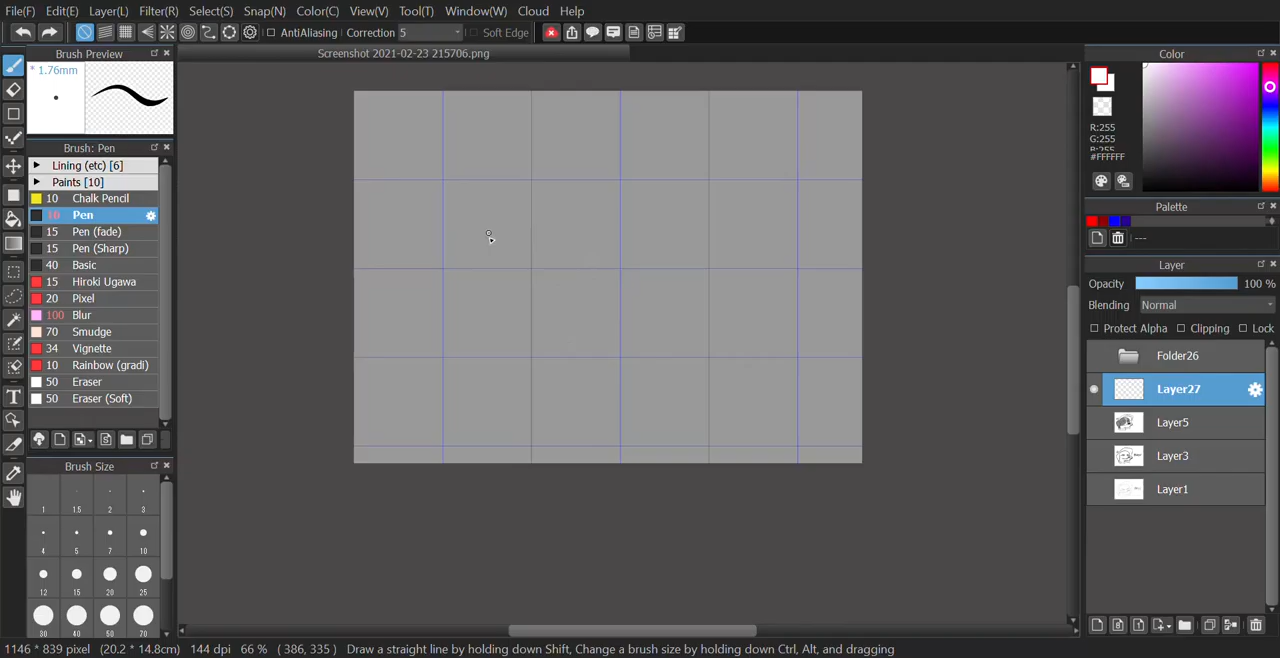 File(F) Edit(E) Layer(L) Filter(R) Select(S) Snap(N) Color(C) View(V) Tool(T) Window(W) Cloud Help
AntiAliasing Correction 5 Soft Edge
Brush Preview
Screenshot 2021-02-23 215706.png
* 1.76mm
Brush: Pen
Lining (etc) [6]
Paints [10]
10 Chalk Pencil
10 Pen
15 Pen (fade)
15 Pen (Sharp)
40 Basic
15 Hiroki Ugawa
20 Pixel
100 Blur
70 Smudge
34 Vignette
10 Rainbow (gradi)
50 Eraser
50 Eraser (Soft)
Brush Size
1 1.5 2 3
4 5 7 10
12 15 20 25
30 40 50 70
Color
R:255
G:255
B:255
#FFFFFF
Palette
---
Layer
Opacity 100 %
Blending Normal
Protect Alpha Clipping Lock
Folder26
Layer27
Layer5
Layer3
Layer1
1146 * 839 pixel (20.2 * 14.8cm) 144 dpi 66 % ( 386, 335 ) Draw a straight line by holding down Shift, Change a brush size by holding down Ctrl, Alt, and dragging